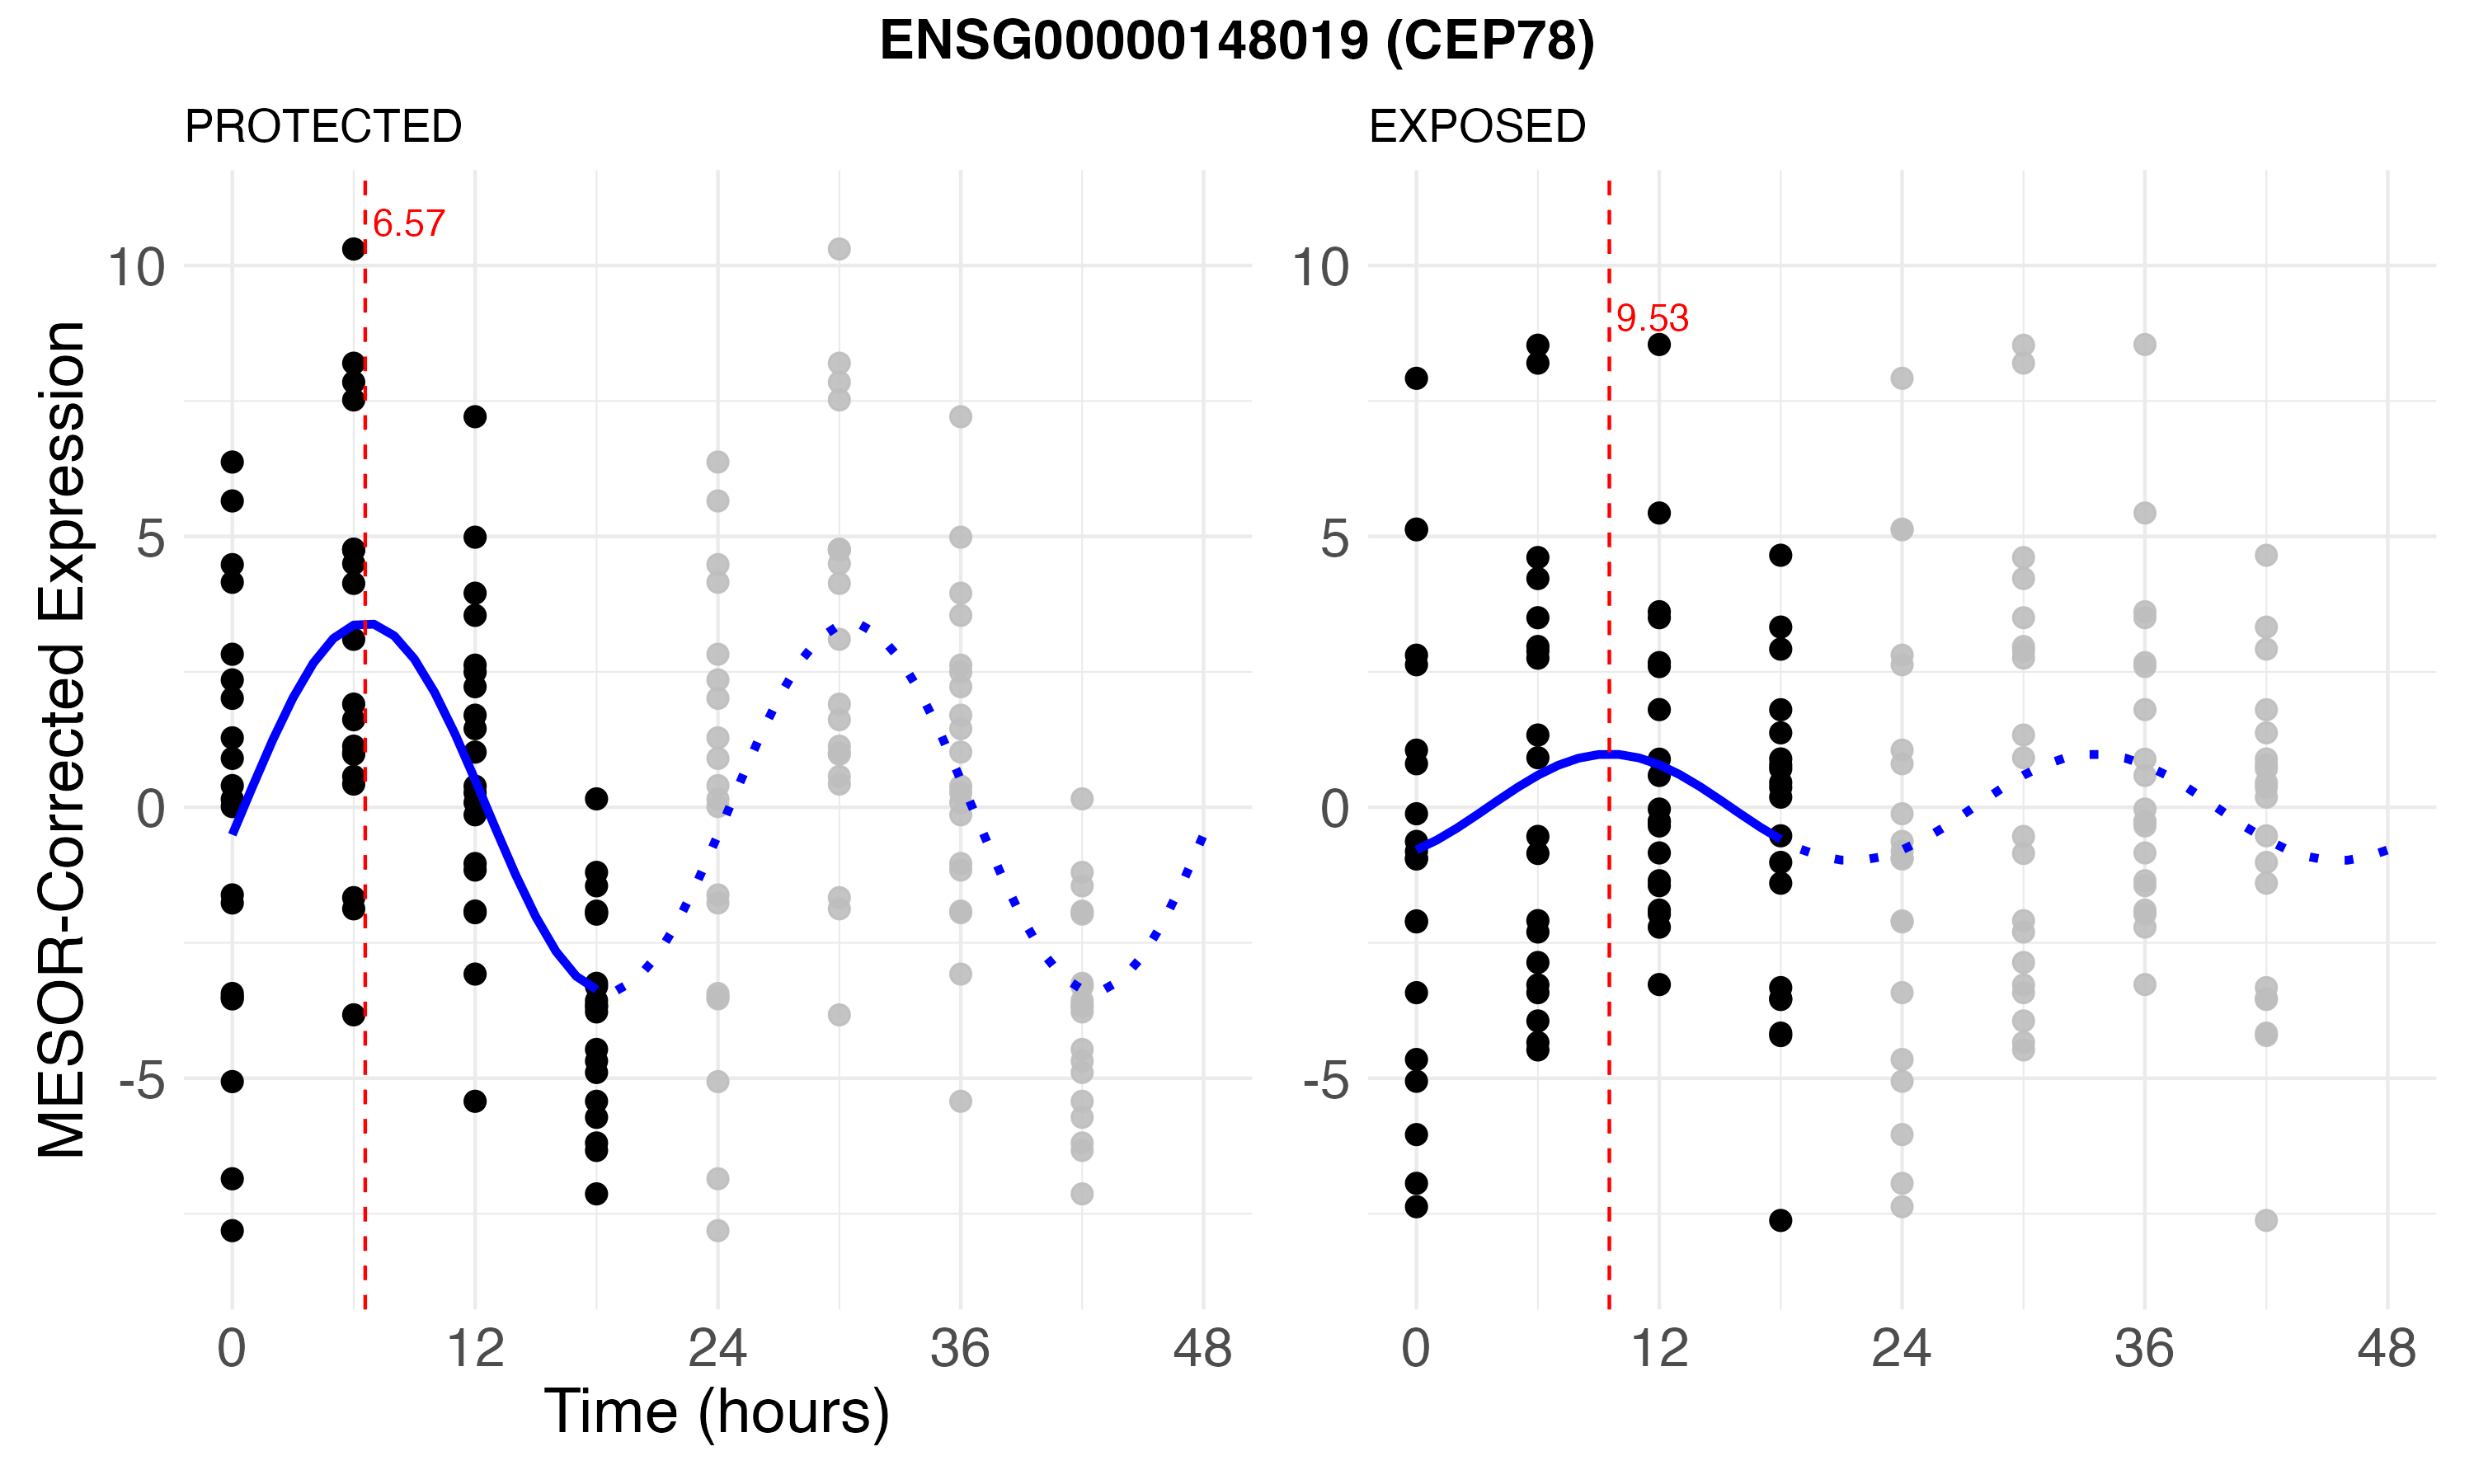 ENSG00000148019 (CEP78)
PROTECTED
EXPOSED
MESOR-Corrected Expression
10
5
0
-5
6.57
0 12 24 36 48
Time (hours)
10
5
0
-5
9.53
0 12 24 36 48